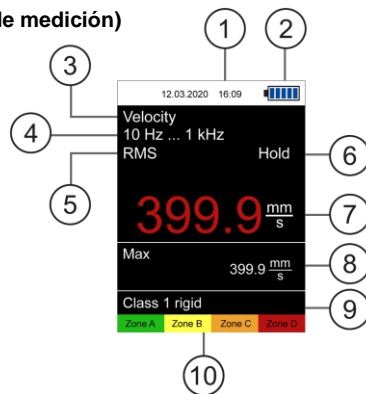 de medición)
1
2
3
12.03.2020 16:09
Velocity
4
10 Hz ... 1 kHz
RMS
Hold
6
5
399.9 mm/s
7
Max
399.9 mm/s
8
Class 1 rigid
9
Zone A Zone B Zone C Zone D
10